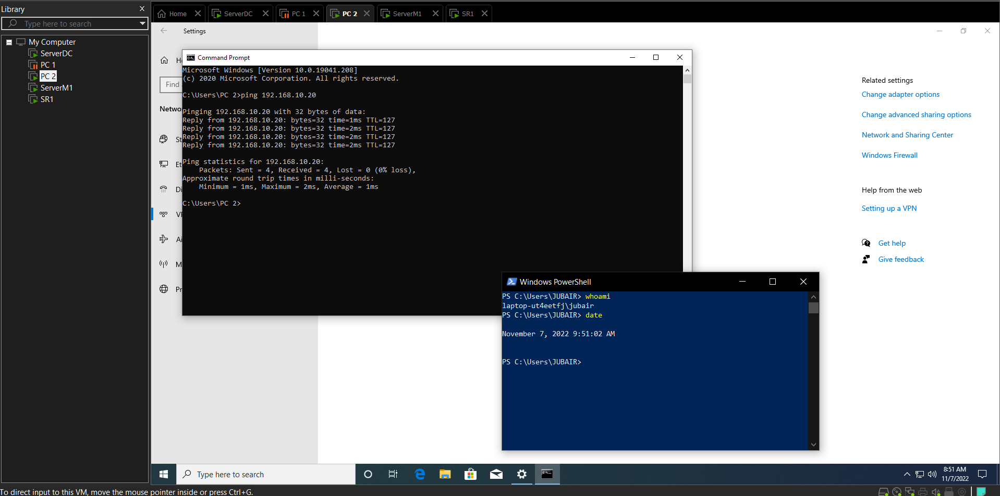 Library
Type here to search
My Computer
ServerDC
PC 1
PC 2
ServerM1
SR1
Home
ServerDC
PC 1
PC 2
ServerM1
SR1
Settings
Command Prompt
Microsoft Windows [Version 10.0.19041.208]
(c) 2020 Microsoft Corporation. All rights reserved.
C:\Users\PC 2>ping 192.168.10.20
Pinging 192.168.10.20 with 32 bytes of data:
Reply from 192.168.10.20: bytes=32 time=1ms TTL=127
Reply from 192.168.10.20: bytes=32 time=2ms TTL=127
Reply from 192.168.10.20: bytes=32 time=2ms TTL=127
Reply from 192.168.10.20: bytes=32 time=2ms TTL=127
Ping statistics for 192.168.10.20:
Packets: Sent = 4, Received = 4, Lost = 0 (0% loss),
Approximate round trip times in milli-seconds:
Minimum = 1ms, Maximum = 2ms, Average = 1ms
C:\Users\PC 2>
Find
Related settings
Change adapter options
Change advanced sharing options
Network and Sharing Center
Windows Firewall
Help from the web
Setting up a VPN
Get help
Give feedback
Windows PowerShell
PS C:\Users\JUBAIR> whoami
laptop-ut4eetfj\jubair
PS C:\Users\JUBAIR> date
November 7, 2022 9:51:02 AM
PS C:\Users\JUBAIR>
Type here to search
8:51 AM
11/7/2022
To direct input to this VM, move the mouse pointer inside or press Ctrl+G.